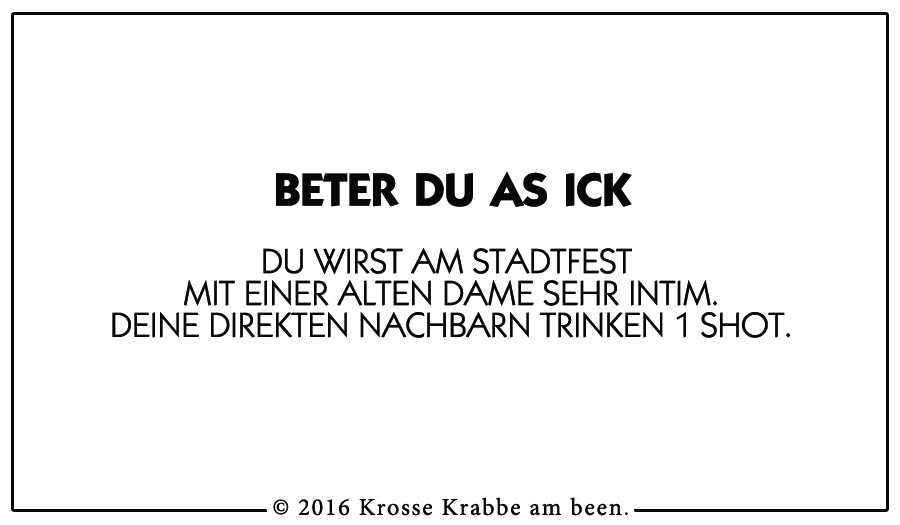 BETER DU AS ICK
DU WIRST AM STADTFEST
MIT EINER ALTEN DAME SEHR INTIM.
DEINE DIREKTEN NACHBARN TRINKEN 1 SHOT.
© 2016 Krosse Krabbe am been.